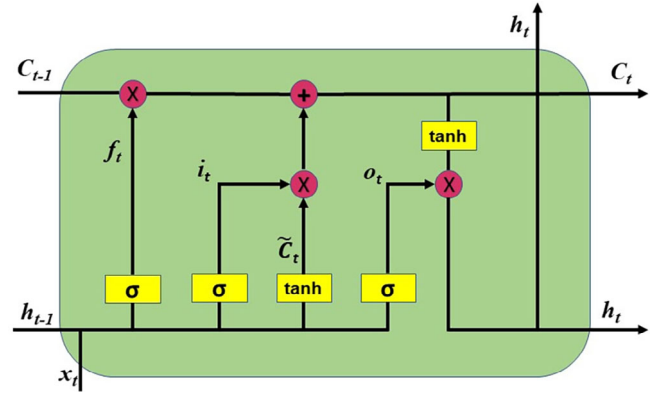 h_t
C_{t-1}
X
+
C_t
tanh
f_t
i_t
X
o_t
X
C̃_t
σ
σ
tanh
σ
h_{t-1}
h_t
x_t